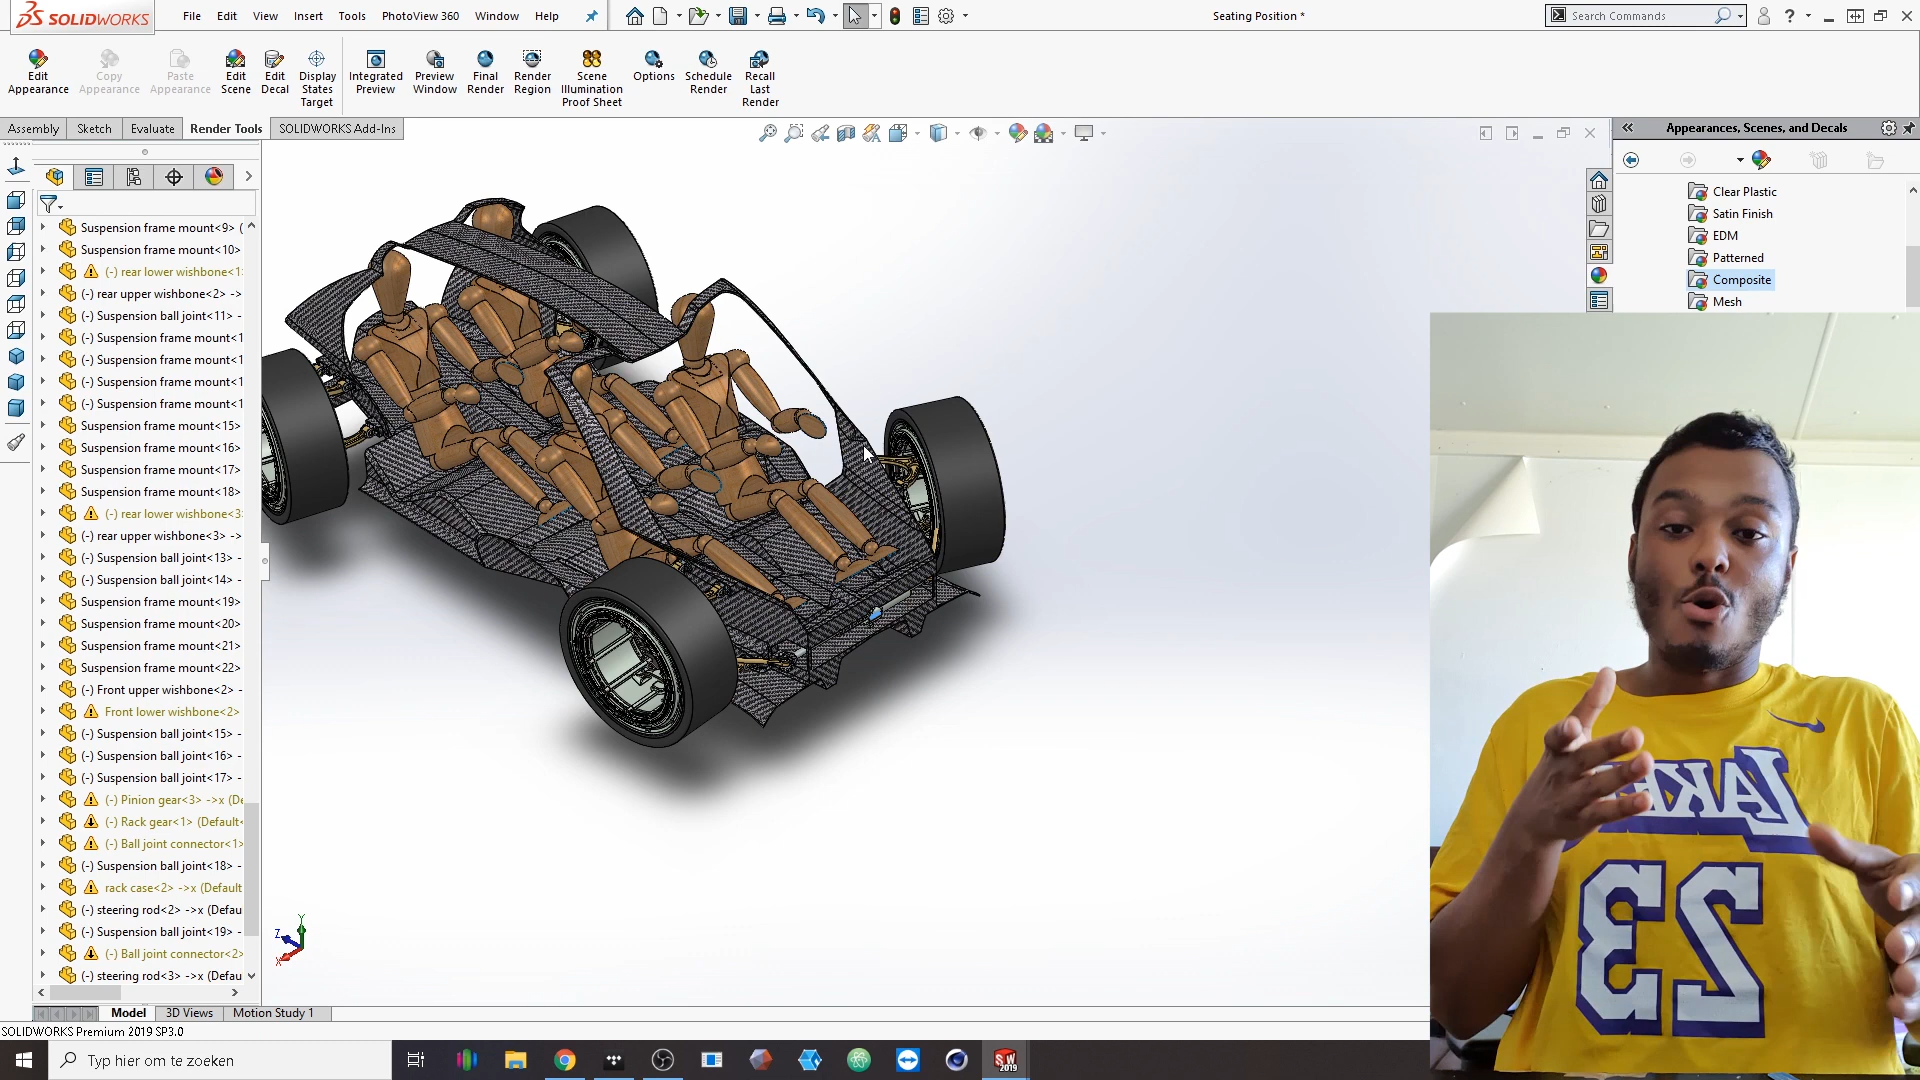 SOLIDWORKS
File Edit View Insert Tools PhotoView 360 Window Help
Seating Position *
Search Commands
Edit Appearance
Copy Appearance
Paste Appearance
Edit Scene
Edit Decal
Display States Target
Integrated Preview
Preview Window
Final Render
Render Region
Scene Illumination Proof Sheet
Options
Schedule Render
Recall Last Render
Assembly Sketch Evaluate Render Tools SOLIDWORKS Add-Ins
Appearances, Scenes, and Decals
Clear Plastic
Satin Finish
EDM
Patterned
Composite
Mesh
Suspension frame mount<9> (
Suspension frame mount<10>
(-) rear lower wishbone<1
(-) rear upper wishbone<2> ->
(-) Suspension ball joint<11> -
(-) Suspension frame mount<1
(-) Suspension frame mount<1
(-) Suspension frame mount<1
(-) Suspension frame mount<1
Suspension frame mount<15>
Suspension frame mount<16>
Suspension frame mount<17>
Suspension frame mount<18>
(-) rear lower wishbone<3
(-) rear upper wishbone<3> ->
(-) Suspension ball joint<13> -
(-) Suspension ball joint<14> -
Suspension frame mount<19>
Suspension frame mount<20>
Suspension frame mount<21>
Suspension frame mount<22>
(-) Front upper wishbone<2> -
Front lower wishbone<2>
(-) Suspension ball joint<15> -
(-) Suspension ball joint<16> -
(-) Suspension ball joint<17> -
(-) Pinion gear<3> ->x (De
(-) Rack gear<1> (Default<
(-) Ball joint connector<1>
(-) Suspension ball joint<18> -
rack case<2> ->x (Default
(-) steering rod<2> ->x (Defau
(-) Suspension ball joint<19> -
(-) Ball joint connector<2>
(-) steering rod<3> ->x (Defau
Y
Z
X
LAKE
23
Model 3D Views Motion Study 1
SOLIDWORKS Premium 2019 SP3.0
Typ hier om te zoeken
SW 2019